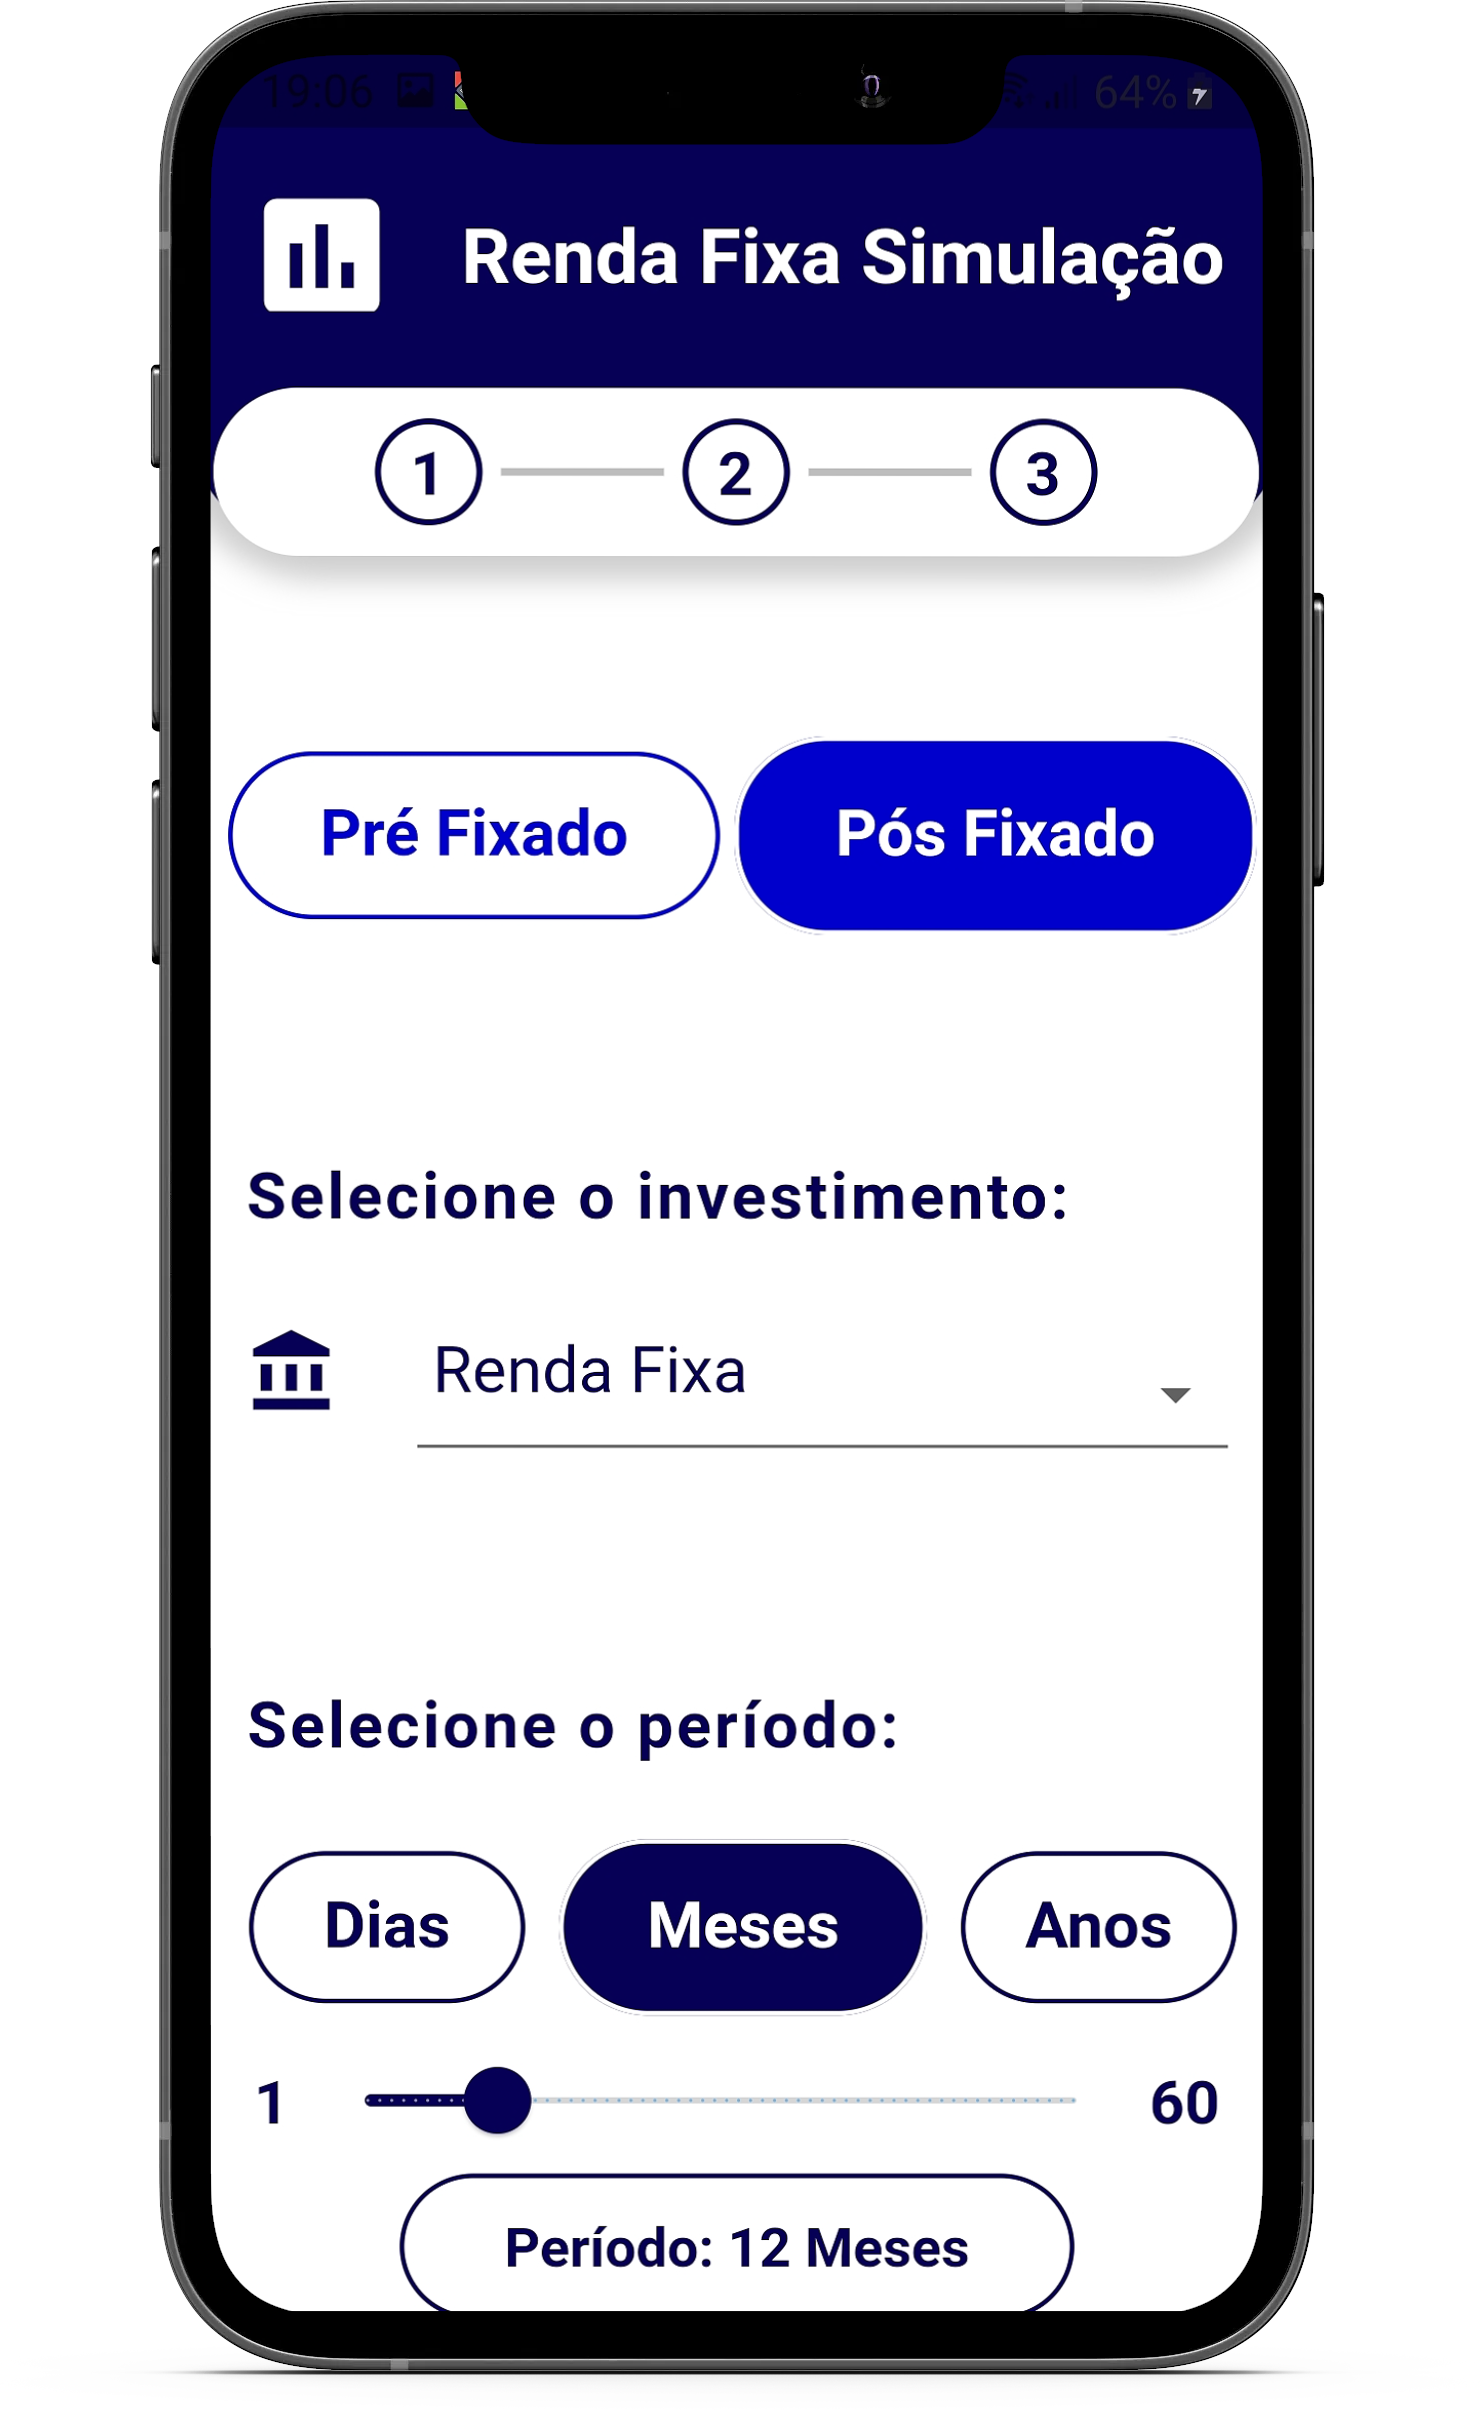 19:06 64%
Renda Fixa Simulação
1 2 3
Pré Fixado Pós Fixado
Selecione o investimento:
Renda Fixa
Selecione o período:
Dias Meses Anos
1 60
Período: 12 Meses